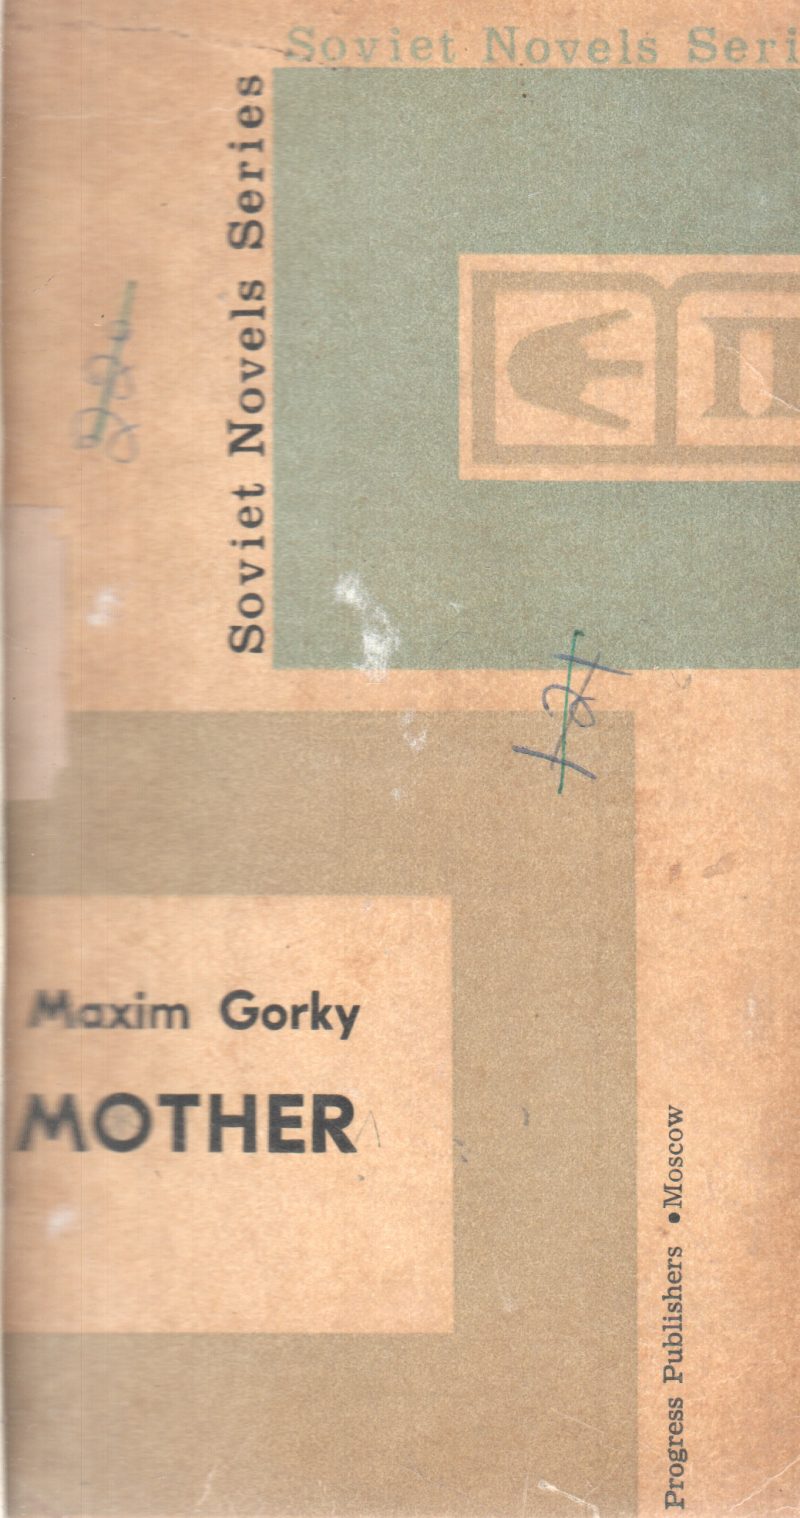 Soviet Novels Seri
Soviet Novels Series
П
Maxim Gorky
MOTHER
Progress Publishers •Moscow